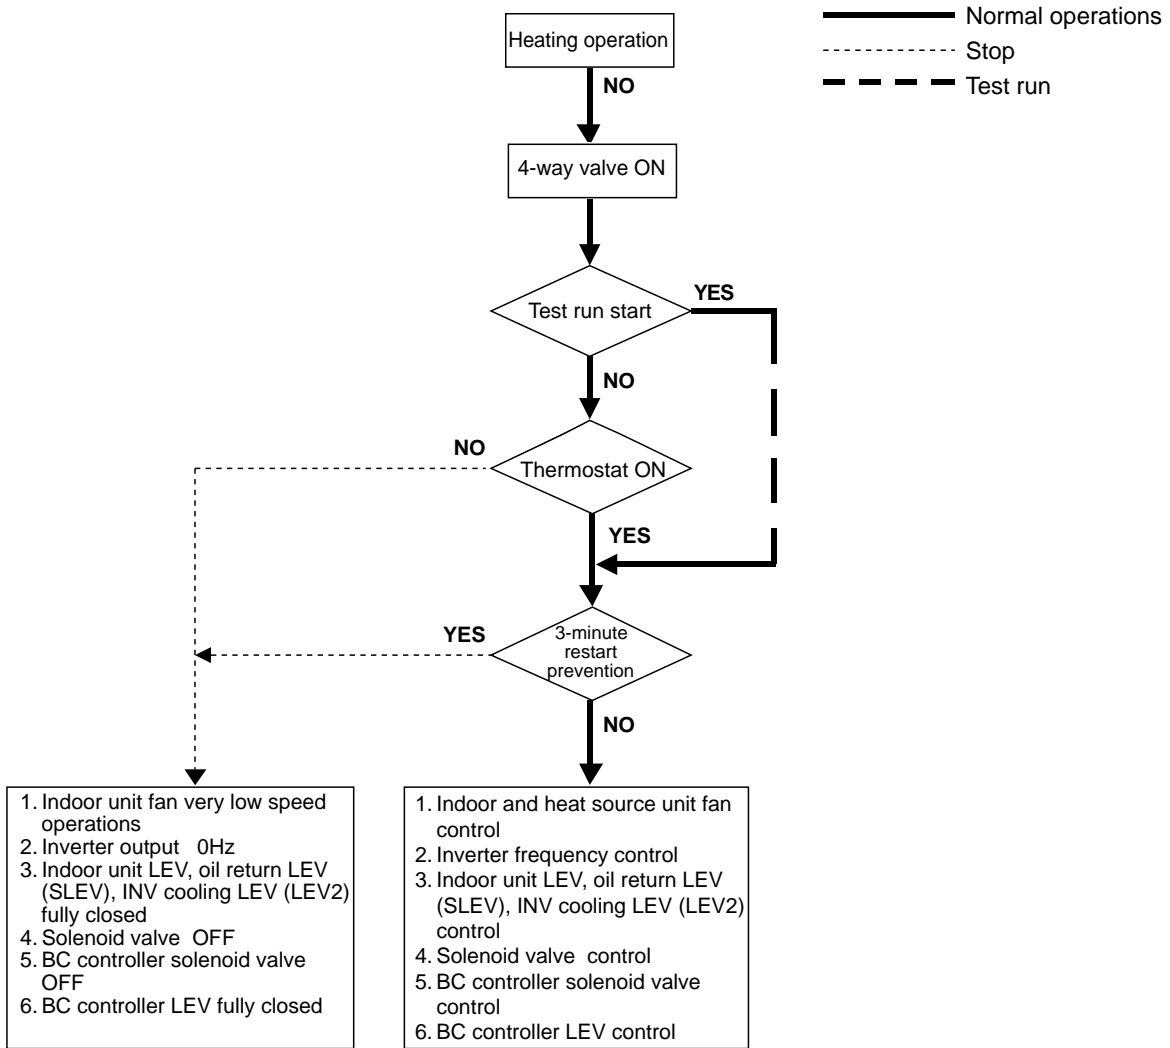 Normal operations
Stop
Test run
Heating operation
NO
4-way valve ON
Test run start
YES
NO
NO
Thermostat ON
YES
YES
3-minute
restart
prevention
NO
1. Indoor unit fan very low speed
operations
2. Inverter output 0Hz
3. Indoor unit LEV, oil return LEV
(SLEV), INV cooling LEV (LEV2)
fully closed
4. Solenoid valve OFF
5. BC controller solenoid valve
OFF
6. BC controller LEV fully closed
1. Indoor and heat source unit fan
control
2. Inverter frequency control
3. Indoor unit LEV, oil return LEV
(SLEV), INV cooling LEV (LEV2)
control
4. Solenoid valve control
5. BC controller solenoid valve
control
6. BC controller LEV control